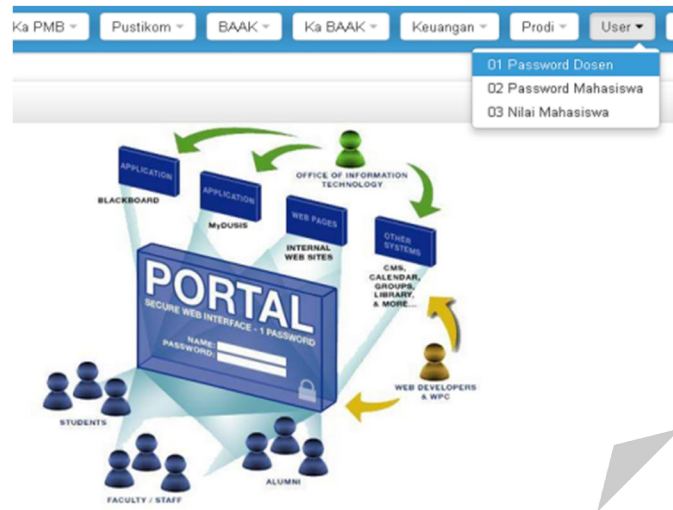 Ka PMB
Pustikom
BAAK
Ka BAAK
Keuangan
Prodi
User
01 Password Dosen
02 Password Mahasiswa
03 Nilai Mahasiswa
APPLICATION
BLACKBOARD
APPLICATION
MyDUSIS
OFFICE OF INFORMATION
TECHNOLOGY
WEB PAGES
INTERNAL
WEB SITES
OTHER
SYSTEMS
CMS,
CALENDAR,
GROUPS,
LIBRARY,
& MORE...
PORTAL
SECURE WEB INTERFACE - 1 PASSWORD
NAME:
PASSWORD:
WEB DEVELOPERS
& WPC
STUDENTS
FACULTY / STAFF
ALUMNI